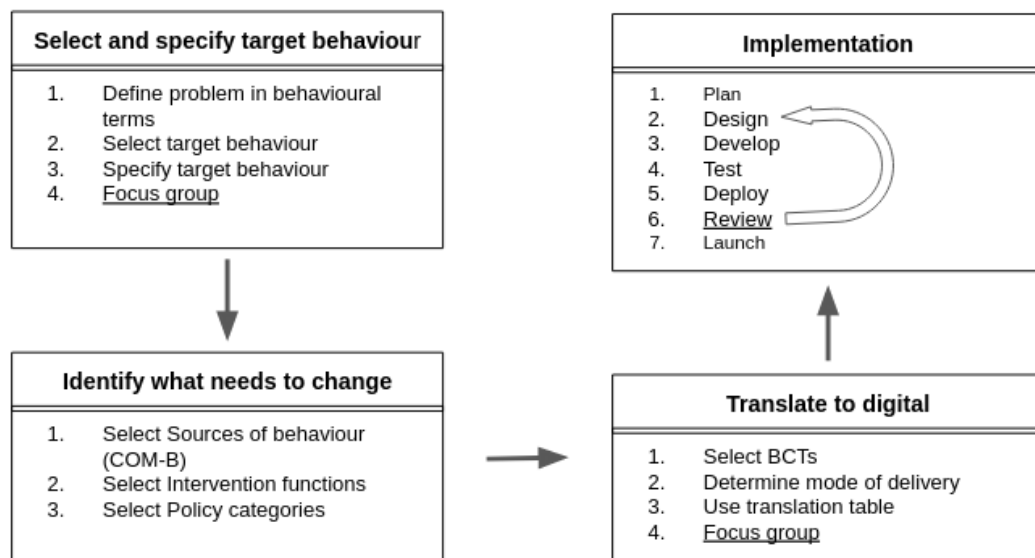 Select and specify target behaviour
1. Define problem in behavioural
terms
2. Select target behaviour
3. Specify target behaviour
4. Focus group
Identify what needs to change
1. Select Sources of behaviour
(COM-B)
2. Select Intervention functions
3. Select Policy categories
Translate to digital
1. Select BCTs
2. Determine mode of delivery
3. Use translation table
4. Focus group
Implementation
1. Plan
2. Design
3. Develop
4. Test
5. Deploy
6. Review
7. Launch